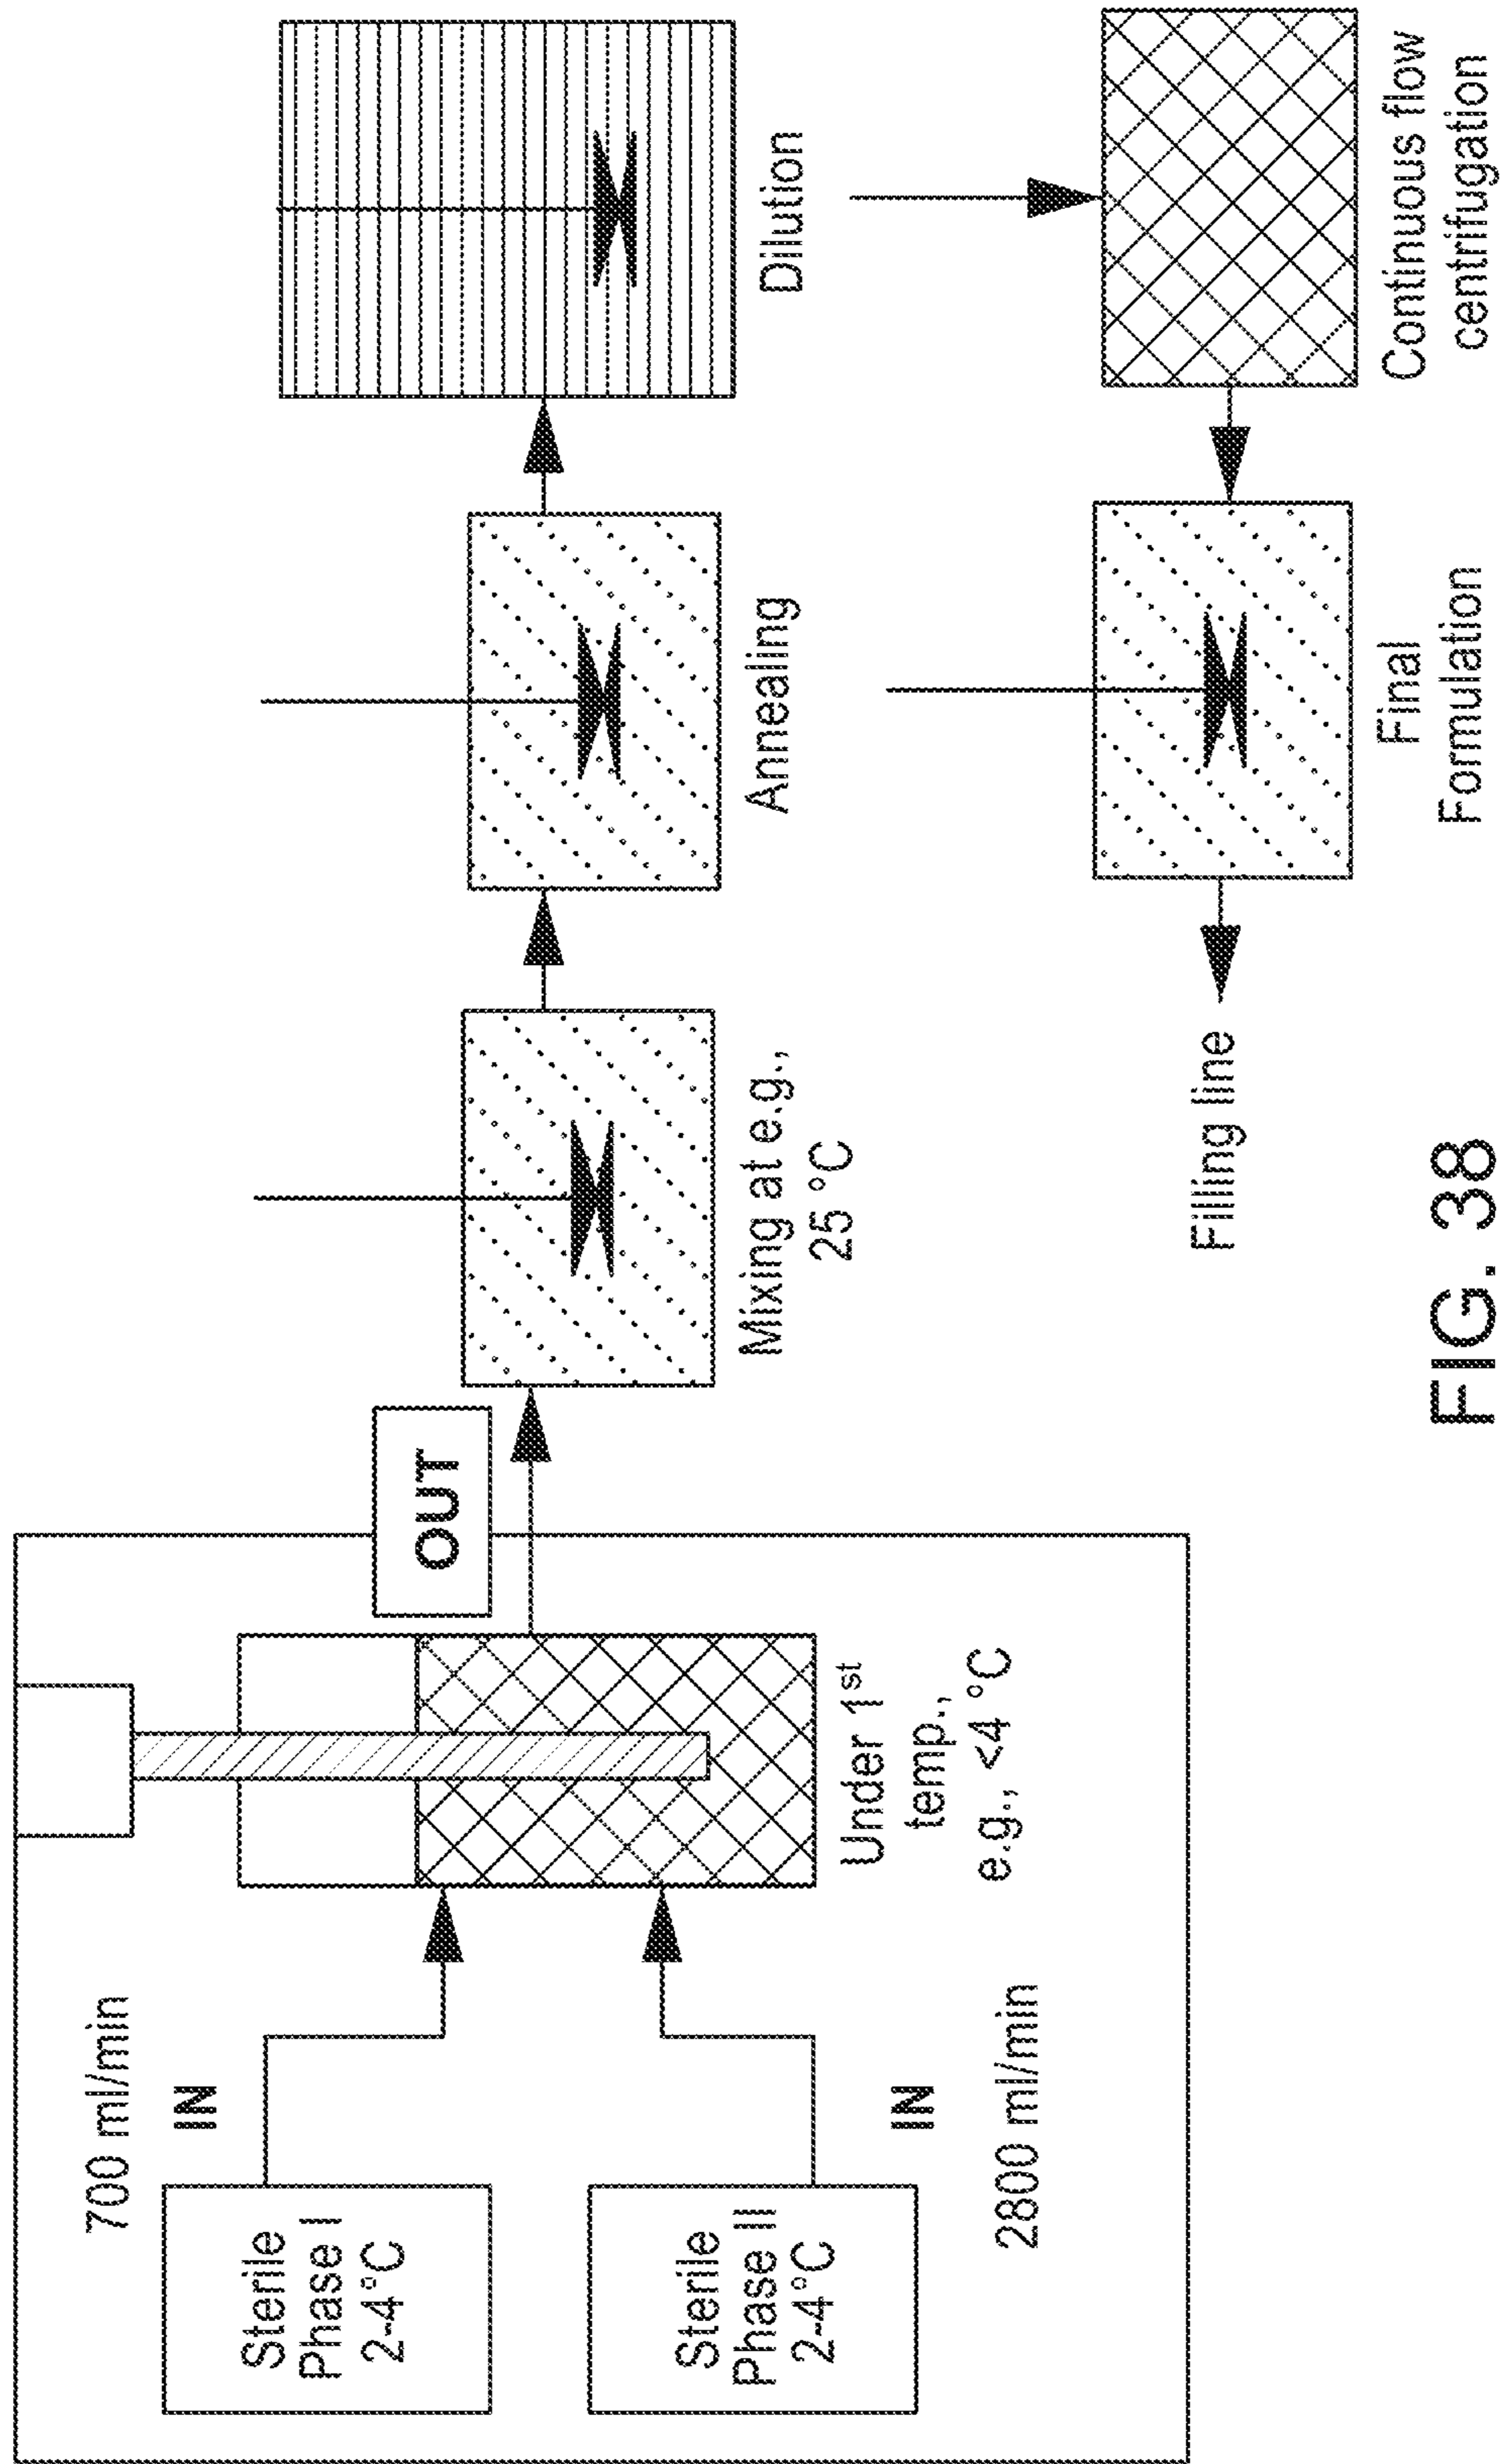 700 ml/min
IN
Sterile
Phase I
2-4°C
Sterile
Phase II
2-4°C
IN
2800 ml/min
Under 1st
temp.,
e.g., <4 °C
OUT
Mixing at e.g.,
25 °C
Annealing
Dilution
Continuous flow
centrifugation
Final
Formulation
Filling line
FIG. 38